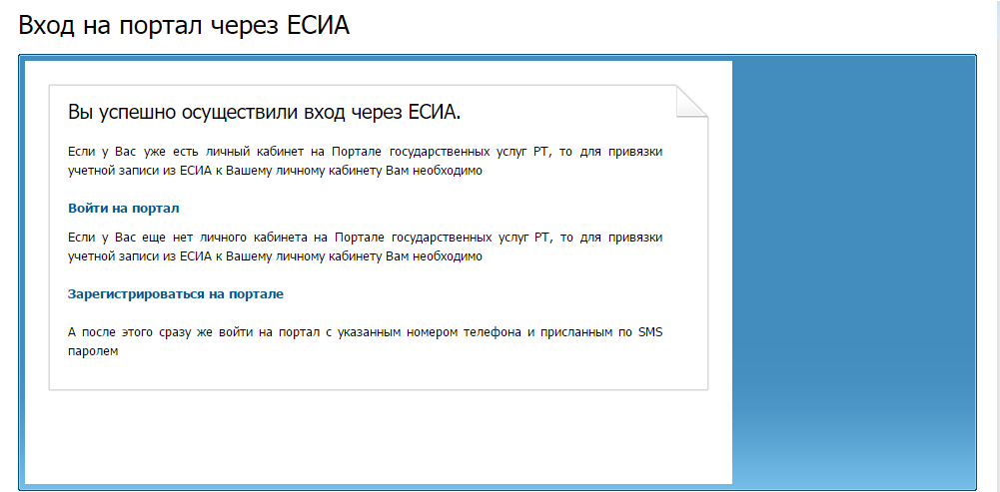 Вход на портал через ЕСИА
Вы успешно осуществили вход через ЕСИА.
Если у Вас уже есть личный кабинет на Портале государственных услуг РТ, то для привязки
учетной записи из ЕСИА к Вашему личному кабинету Вам необходимо
Войти на портал
Если у Вас еще нет личного кабинета на Портале государственных услуг РТ, то для привязки
учетной записи из ЕСИА к Вашему личному кабинету Вам необходимо
Зарегистрироваться на портале
А после этого сразу же войти на портал с указанным номером телефона и присланным по SMS
паролем